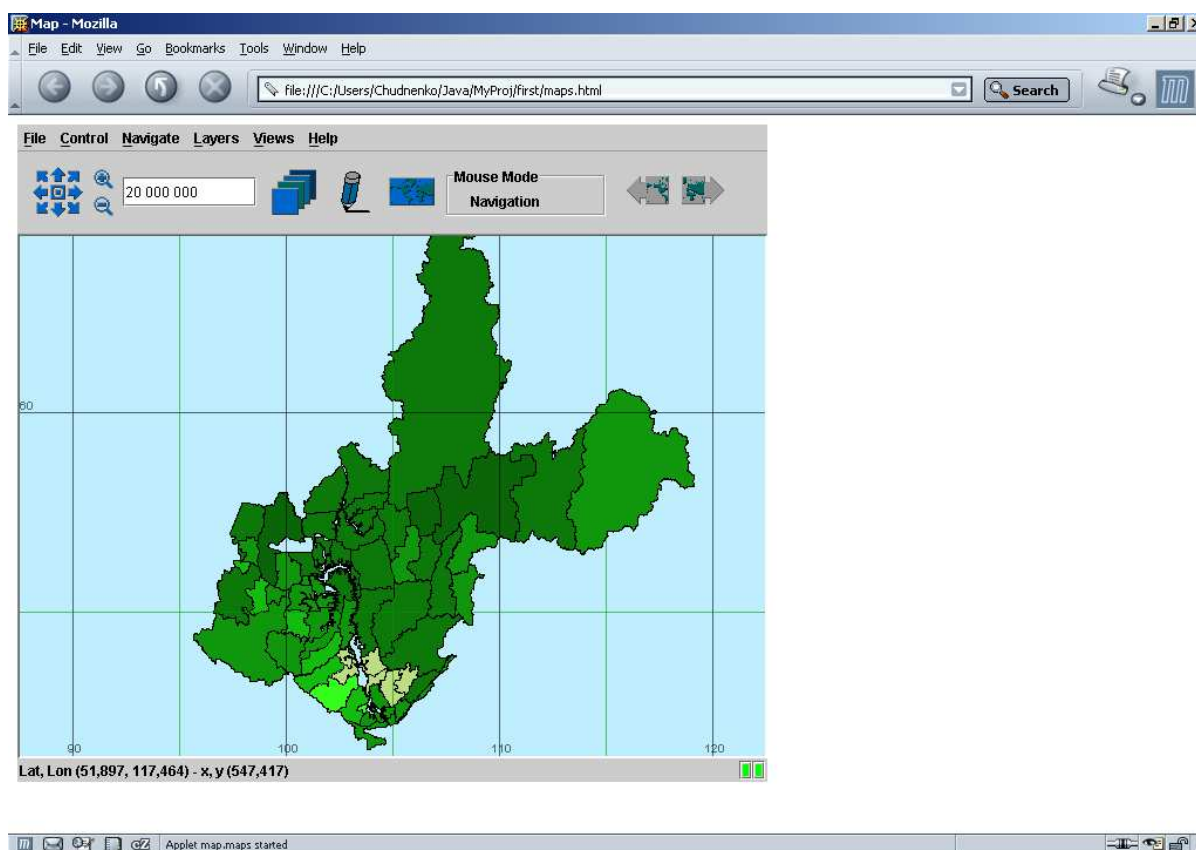 Map - Mozilla
File Edit View Go Bookmarks Tools Window Help
file:///C:/Users/Chudnenko/Java/MyProj/first/maps.html Search
File Control Navigate Layers Views Help
20 000 000
Mouse Mode
Navigation
60
90 100 110 120
Lat, Lon (51,897, 117,464) - x, y (547,417)
Applet map.maps started